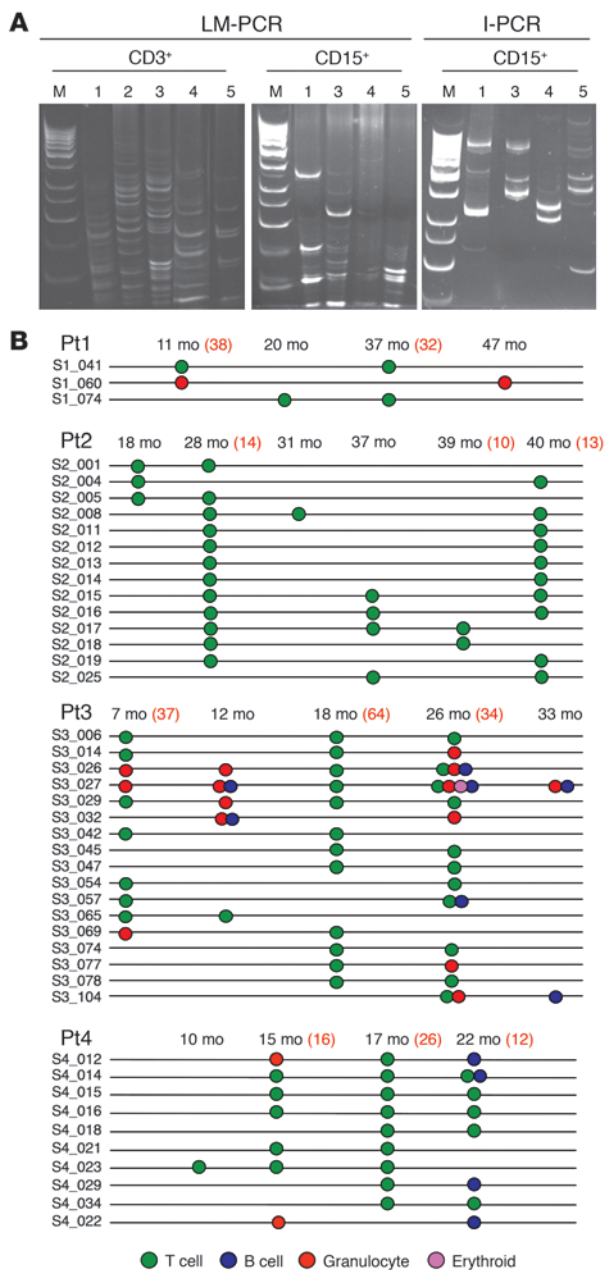 A
LM-PCR I-PCR
CD3+ CD15+ CD15+
M 1 2 3 4 5 M 1 3 4 5 M 1 3 4 5
B
Pt1 11 mo (38) 20 mo 37 mo (32) 47 mo
S1_041
S1_060
S1_074
Pt2
18 mo 28 mo (14) 31 mo 37 mo 39 mo (10) 40 mo (13)
S2_001
S2_004
S2_005
S2_008
S2_011
S2_012
S2_013
S2_014
S2_015
S2_016
S2_017
S2_018
S2_019
S2_025
Pt3 7 mo (37) 12 mo 18 mo (64) 26 mo (34) 33 mo
S3_006
S3_014
S3_026
S3_027
S3_029
S3_032
S3_042
S3_045
S3_047
S3_054
S3_057
S3_065
S3_069
S3_074
S3_077
S3_078
S3_104
Pt4 10 mo 15 mo (16) 17 mo (26) 22 mo (12)
S4_012
S4_014
S4_015
S4_016
S4_018
S4_021
S4_023
S4_029
S4_034
S4_022
T cell B cell Granulocyte Erythroid